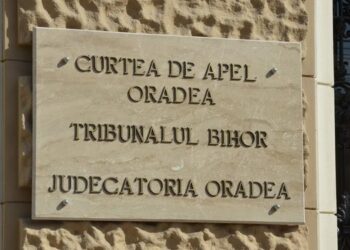 CURTEA DE APEL
ORADEA
TRIBUNALUL BIHOR
JUDECATORIA ORADEA